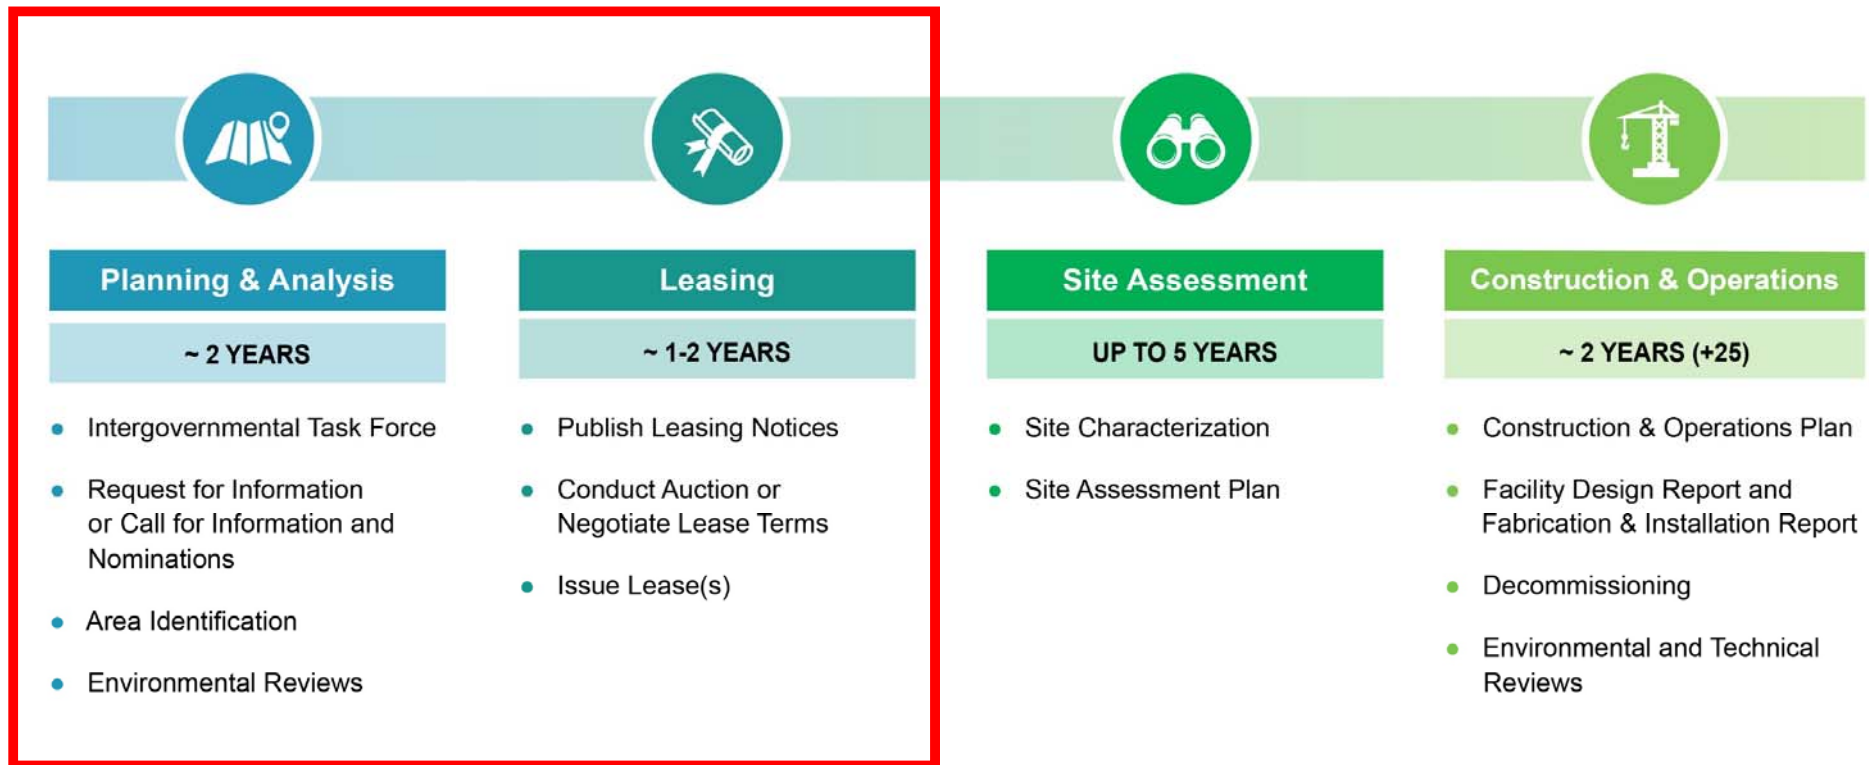 Planning & Analysis
~ 2 YEARS
• Intergovernmental Task Force
• Request for Information
or Call for Information and
Nominations
• Area Identification
• Environmental Reviews
Leasing
~ 1-2 YEARS
• Publish Leasing Notices
• Conduct Auction or
Negotiate Lease Terms
• Issue Lease(s)
Site Assessment
UP TO 5 YEARS
• Site Characterization
• Site Assessment Plan
Construction & Operations
~ 2 YEARS (+25)
• Construction & Operations Plan
• Facility Design Report and
Fabrication & Installation Report
• Decommissioning
• Environmental and Technical
Reviews